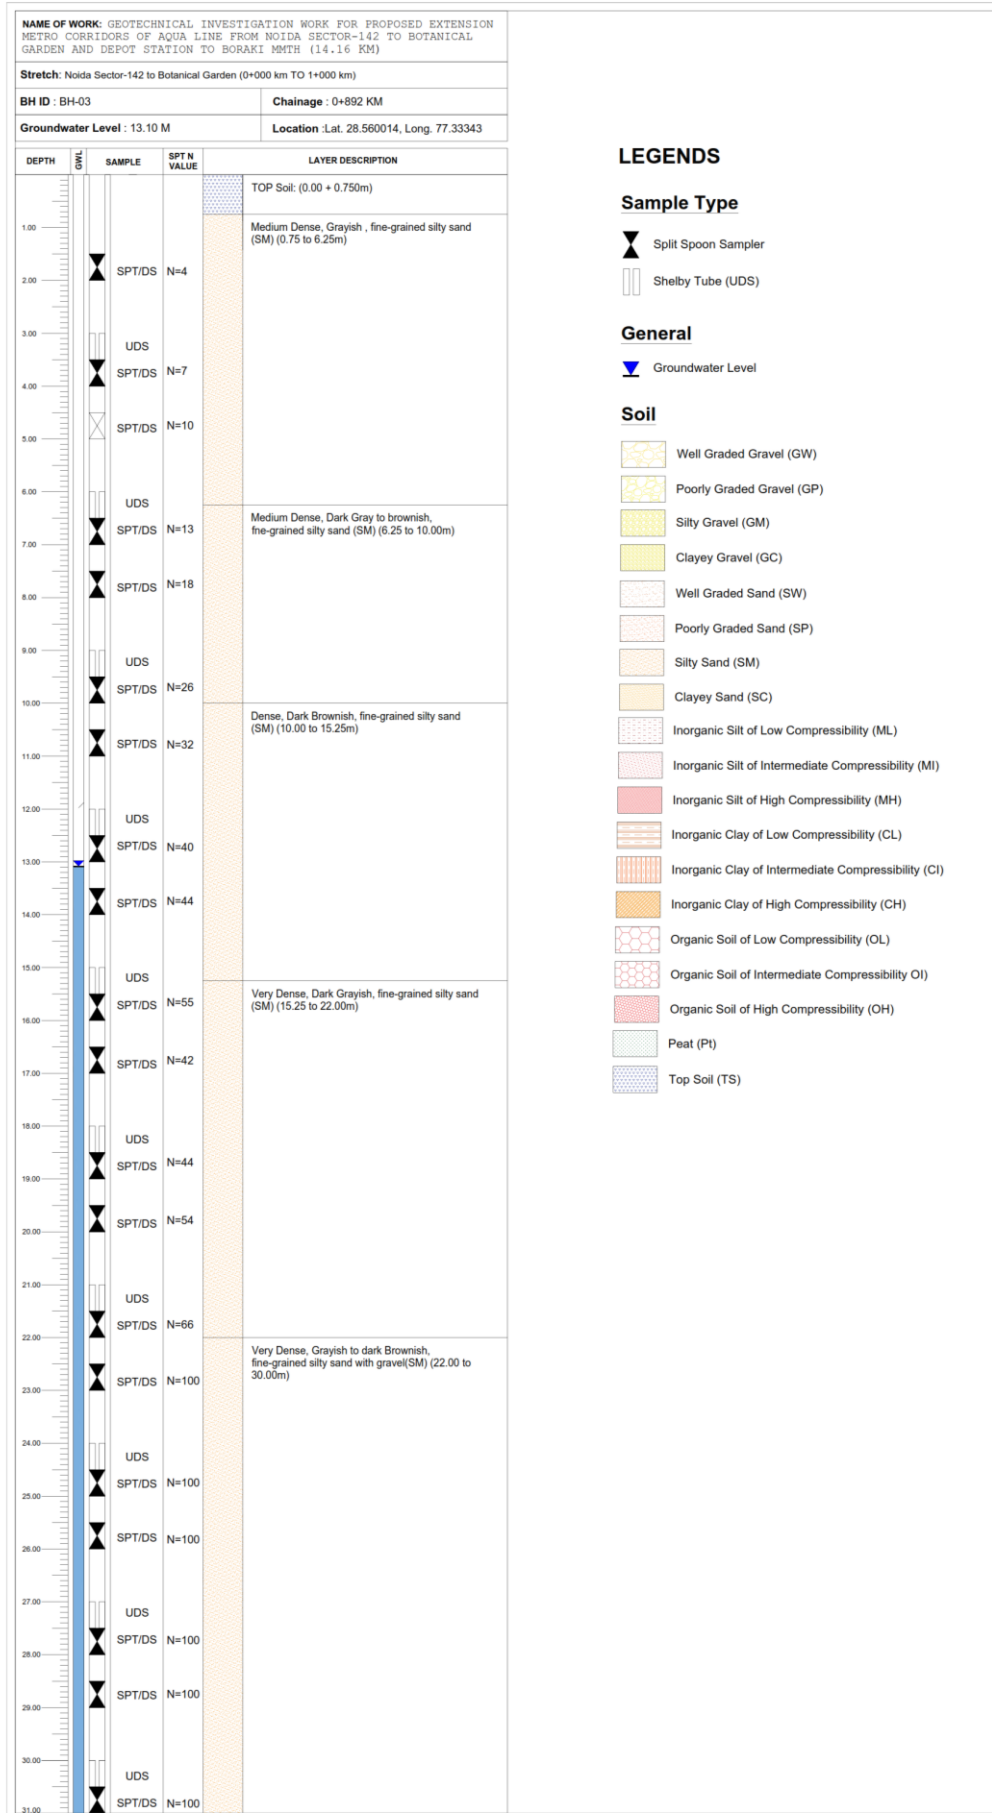 NAME OF WORK: GEOTECHNICAL INVESTIGATION WORK FOR PROPOSED EXTENSION
METRO CORRIDORS OF AQUA LINE FROM NOIDA SECTOR-142 TO BOTANICAL
GARDEN AND DEPOT STATION TO BORAKI MMTH (14.16 KM)
Stretch: Noida Sector-142 to Botanical Garden (0+000 km TO 1+000 km)
BH ID : BH-03
Chainage : 0+892 KM
Groundwater Level : 13.10 M
Location :Lat. 28.560014, Long. 77.33343
DEPTH
GWL
SAMPLE
SPT N
VALUE
LAYER DESCRIPTION
TOP Soil: (0.00 + 0.750m)
1.00
Medium Dense, Grayish , fine-grained silty sand
(SM) (0.75 to 6.25m)
SPT/DS N=4
2.00
3.00
UDS
SPT/DS N=7
4.00
SPT/DS N=10
5.00
6.00
UDS
Medium Dense, Dark Gray to brownish,
fne-grained silty sand (SM) (6.25 to 10.00m)
SPT/DS N=13
7.00
SPT/DS N=18
8.00
9.00
UDS
SPT/DS N=26
10.00
Dense, Dark Brownish, fine-grained silty sand
(SM) (10.00 to 15.25m)
SPT/DS N=32
11.00
12.00
UDS
SPT/DS N=40
13.00
SPT/DS N=44
14.00
15.00
UDS
Very Dense, Dark Grayish, fine-grained silty sand
(SM) (15.25 to 22.00m)
SPT/DS N=55
16.00
SPT/DS N=42
17.00
18.00
UDS
SPT/DS N=44
19.00
SPT/DS N=54
20.00
21.00
UDS
SPT/DS N=66
22.00
Very Dense, Grayish to dark Brownish,
fine-grained silty sand with gravel(SM) (22.00 to
30.00m)
SPT/DS N=100
23.00
24.00
UDS
SPT/DS N=100
25.00
SPT/DS N=100
26.00
27.00
UDS
SPT/DS N=100
28.00
SPT/DS N=100
29.00
30.00
UDS
SPT/DS N=100
31.00
LEGENDS
Sample Type
Split Spoon Sampler
Shelby Tube (UDS)
General
Groundwater Level
Soil
Well Graded Gravel (GW)
Poorly Graded Gravel (GP)
Silty Gravel (GM)
Clayey Gravel (GC)
Well Graded Sand (SW)
Poorly Graded Sand (SP)
Silty Sand (SM)
Clayey Sand (SC)
Inorganic Silt of Low Compressibility (ML)
Inorganic Silt of Intermediate Compressibility (MI)
Inorganic Silt of High Compressibility (MH)
Inorganic Clay of Low Compressibility (CL)
Inorganic Clay of Intermediate Compressibility (CI)
Inorganic Clay of High Compressibility (CH)
Organic Soil of Low Compressibility (OL)
Organic Soil of Intermediate Compressibility OI)
Organic Soil of High Compressibility (OH)
Peat (Pt)
Top Soil (TS)